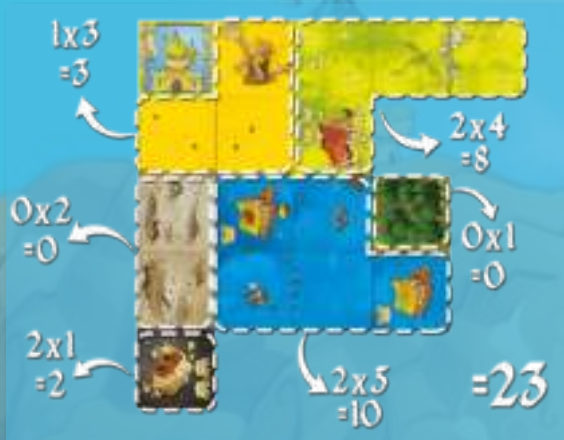 1x3
=3
2x4
=8
0x2
=0
0x1
=0
2x1
=2
2x5
=10
=23